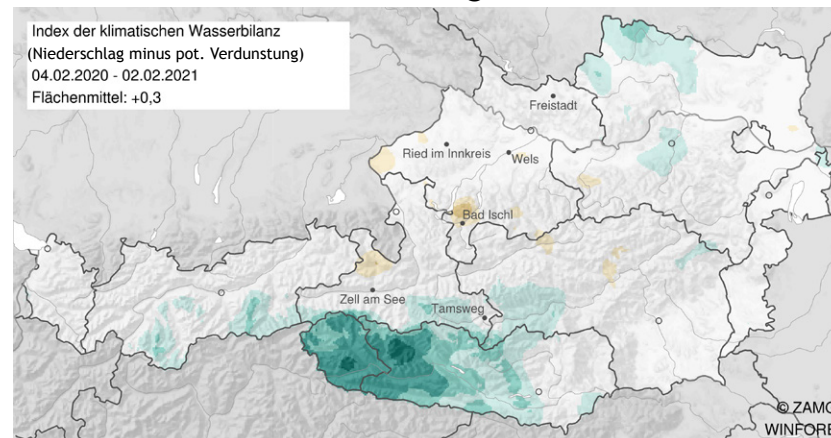 Index der klimatischen Wasserbilanz
(Niederschlag minus pot. Verdunstung)
04.02.2020 - 02.02.2021
Flächenmittel: +0,3
Freistadt
Ried im Innkreis
Wels
Bad Ischl
Zell am See
Tamsweg
© ZAMG
WINFORE